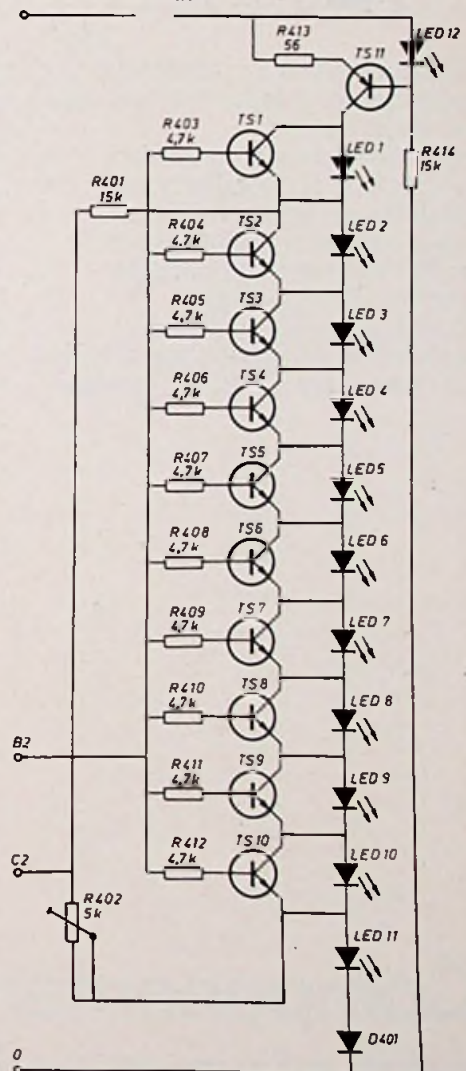 LED 12
R413
56
TS11
TS1
R403
4,7k
LED 1
R414
15k
R401
15k
TS2
R404
4,7k
LED 2
TS3
R405
4,7k
LED 3
TS4
R406
4,7k
LED 4
TS5
R407
4,7k
LED 5
TS6
R408
4,7k
LED 6
TS7
R409
4,7k
LED 7
TS8
R410
4,7k
LED 8
B2
TS9
R411
4,7k
LED 9
TS10
R412
4,7k
LED 10
C2
R402
5k
LED 11
D401
0